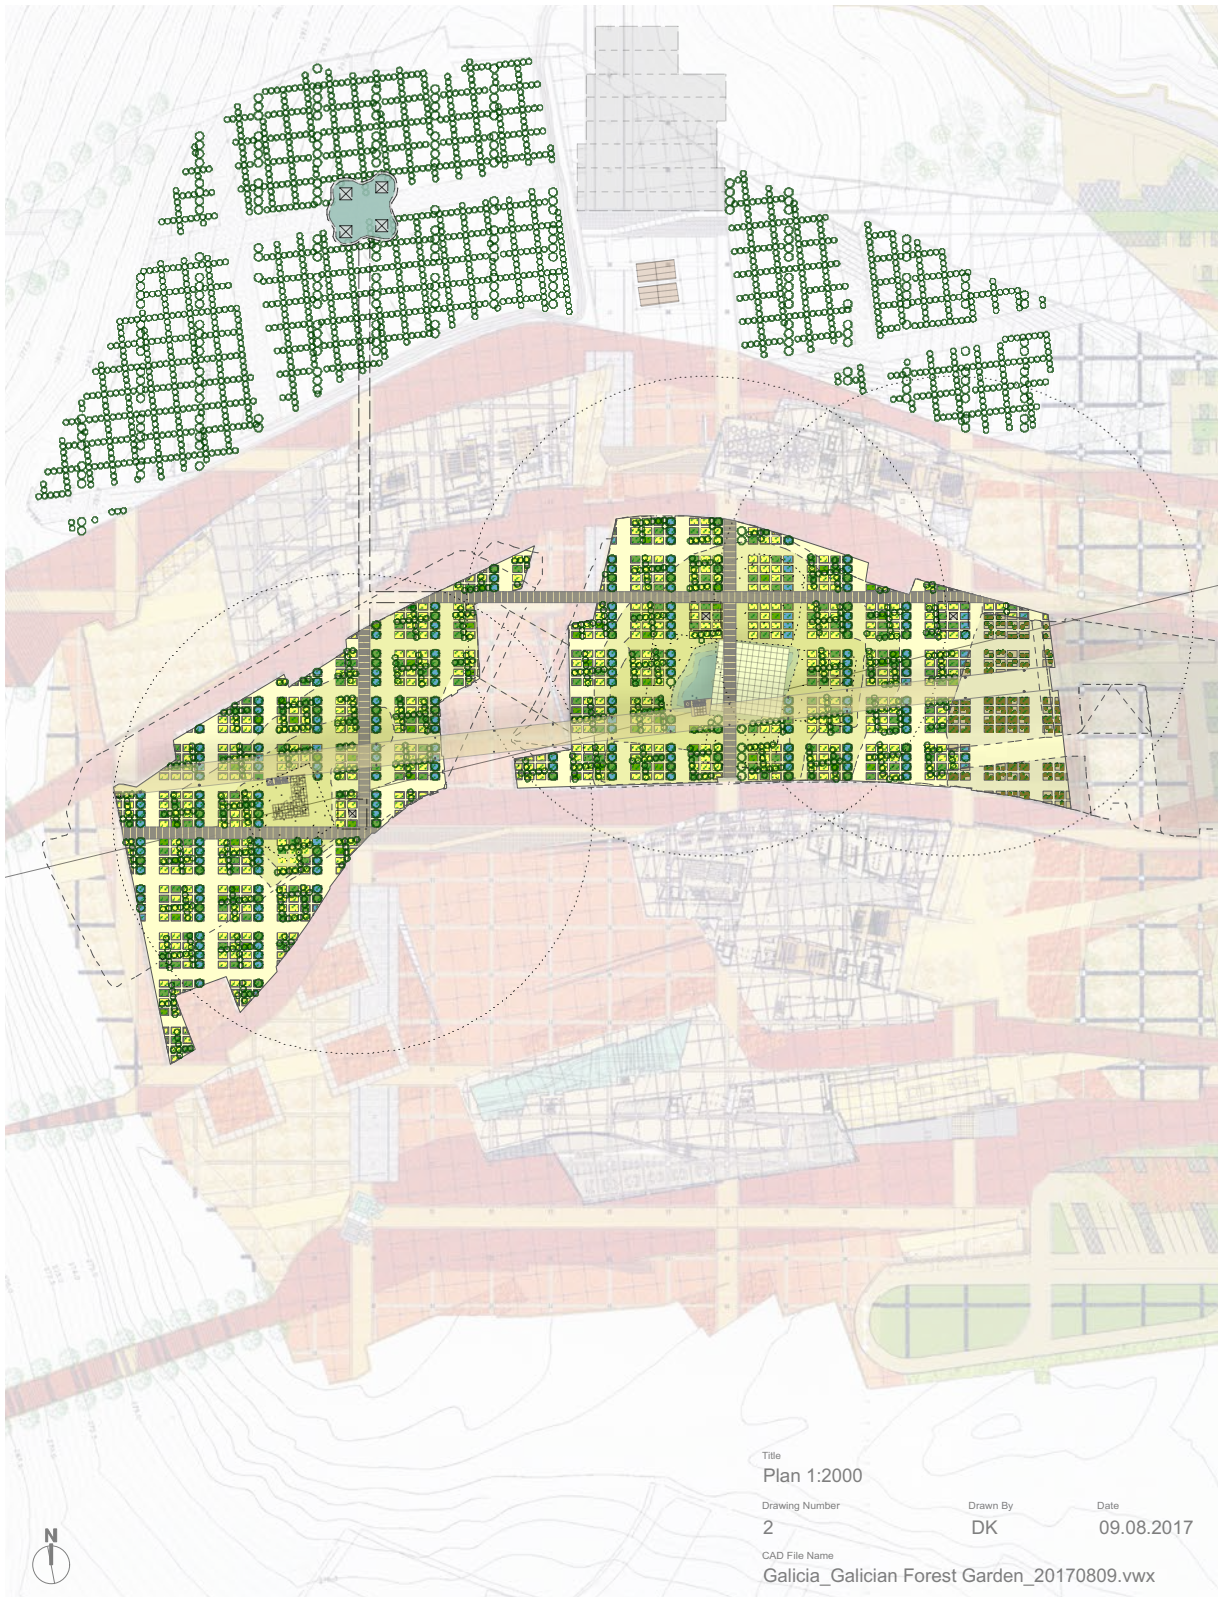 Title
Plan 1:2000
Drawing Number
Drawn By
Date
2
DK
09.08.2017
CAD File Name
Galicia_Galician Forest Garden_20170809.vwx
N